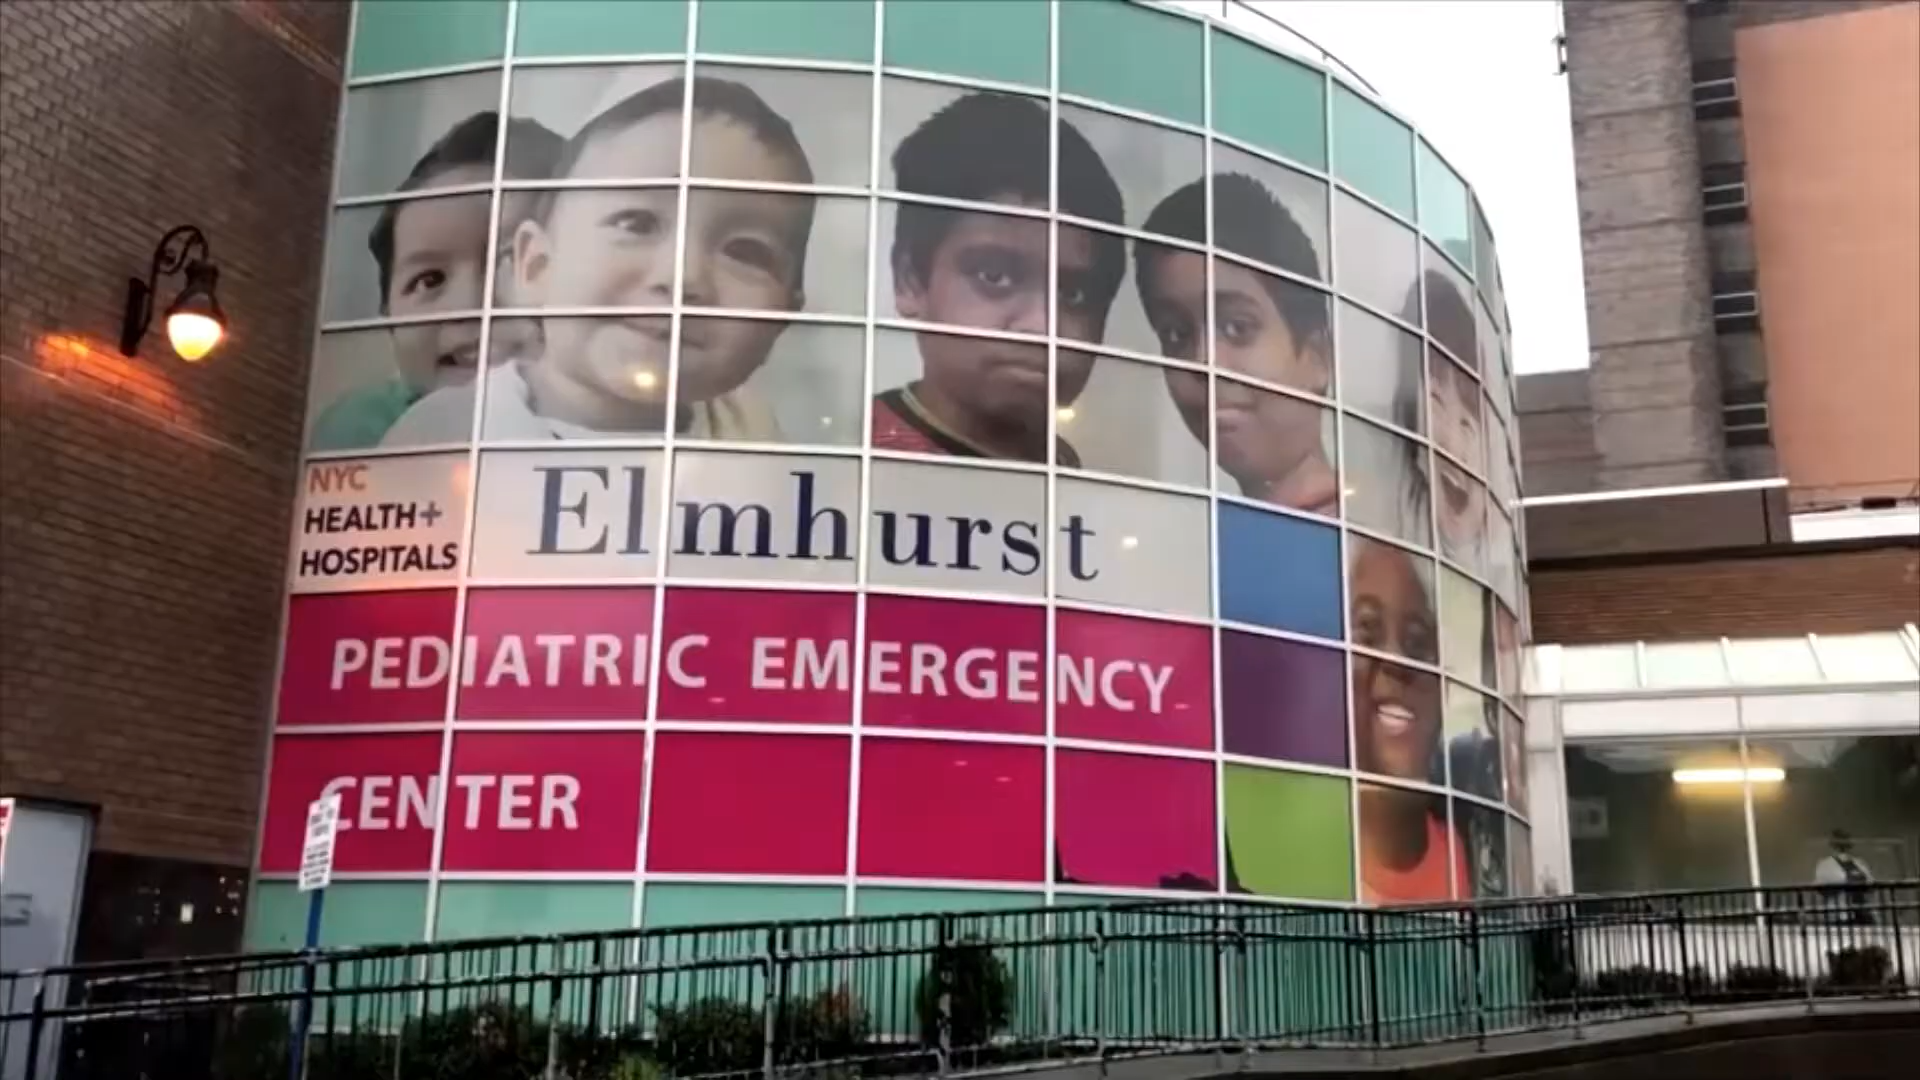 NYC
HEALTH+
HOSPITALS
Elmhurst
PEDIATRIC EMERGENCY
CENTER